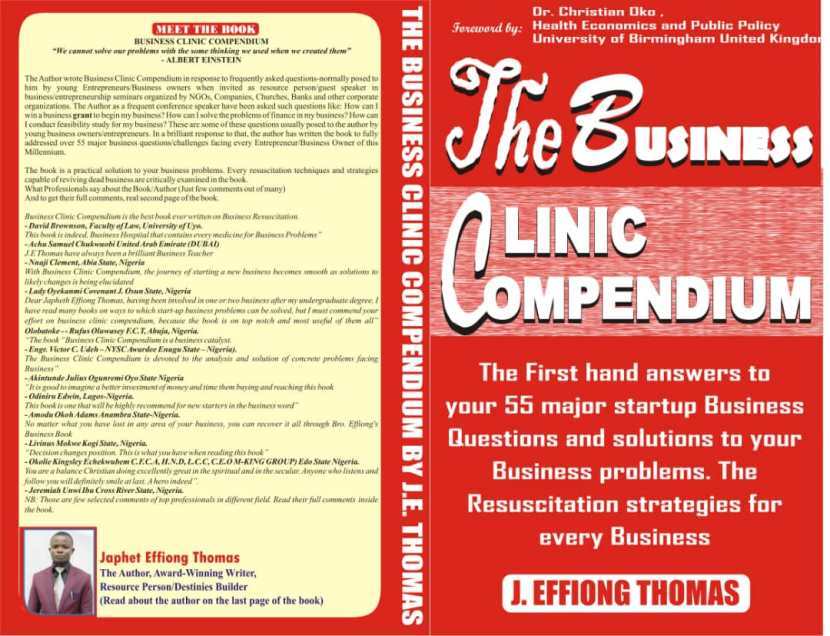 MEET THE BOOK
BUSINESS CLINIC COMPENDIUM
“We cannot solve our problems with the some thinking we used when we created them”
- ALBERT EINSTEIN
The Author wrote Business Clinic Compendium in response to frequently asked questions-normally posed to
him by young Entrepreneurs/Business owners when invited as resource person/guest speaker in
business/entrepreneurship seminars organized by NGOs, Companies, Churches, Banks and other corporate
organizations. The Author as a frequent conference speaker have been asked such questions like: How can I
win a business grant to begin my business? How can I solve the problems of finance in my business? How can
I conduct feasibility study for my business? These are some of these questions usually posed to the author by
young business owners/entrepreneurs. In a brilliant response to that, the author has written the book to fully
addressed over 55 major business questions/challenges facing every Entrepreneur/Business Owner of this
Millennium.
The book is a practical solution to your business problems. Every resuscitation techniques and strategies
capable of reviving dead business are critically examined in the book.
What Professionals say about the Book/Author (Just few comments out of many)
And to get their full comments, real second page of the book.
Business Clinic Compendium is the best book ever written on Business Resuscitation.
- David Brownson, Faculty of Law, University of Uyo.
This book is indeed. Business Hospital that contains every medicine for Business Problems”
- Achu Samuel Chukwuobi United Arab Emirate (DUBAI)
J.E Thomas have always been a brilliant Business Teacher
- Nnaji Clement, Abia State, Nigeria
With Business Clinic Compendium, the journey of starting a new business becomes smooth as solutions to
likely changes is being elucidated
- Lady Oyekanmi Covenant J. Osun State, Nigeria
Dear Japheth Effiong Thomas, having been involved in one or two business after my undergraduate degree, I
have read many books on ways to which start-up business problems can be solved, but I must commend your
effort on business clinic compendium, because the book is on top notch and most useful of them all”
Olobatoke - - Rufus Oluwasey F.C.T, Abuja, Nigeria.
“The book “Business Clinic Compendium is a business catalyst.
- Engr. Victor C. Udeh – NYSC Awardee Enugu State – Nigeria).
The Business Clinic Compendium is devoted to the analysis and solution of concrete problems facing
Business”
- Akintunde Julius Ogunremi Oyo State Nigeria
“It is good to imagine a better investment of money and time them buying and reaching this book
- Odiniru Edwin, Lagos-Nigeria.
This book is one that will be highly recommend for new starters in the business word”
- Amodu Okoh Adams Anambra State-Nigeria.
No matter what you have lost in any area of your business, you can recover it all through Bro. Effiong's
Business Book
- Livinus Mokwe Kogi State, Nigeria.
“Decision changes position. This is what you have when reading this book”
- Okolie Kingsley Echekwubem C.F.C.A, H.N.D, L.C.C, C.E.O M-KING GROUP) Edo State Nigeria.
You are a balance Christian doing excellently great in the spiritual and in the secular. Anyone who listens and
follow you will definitely smile at last. A hero indeed”.
- Jeremiah Unwi Ibu Cross River State, Nigeria.
NB: Those are few selected comments of top professionals in different field. Read their full comments inside
the book.
Japhet Effiong Thomas
The Author, Award-Winning Writer,
Resource Person/Destinies Builder
(Read about the author on the last page of the book)
THE BUSINESS CLINIC COMPENDIUM BY J.E. THOMAS
Foreword by:
Dr. Christian Oko ,
Health Economics and Public Policy
University of Birmingham United Kingdom
The Business
Clinic
Compendium
The First hand answers to
your 55 major startup Business
Questions and solutions to your
Business problems. The
Resuscitation strategies for
every Business
J. EFFIONG THOMAS